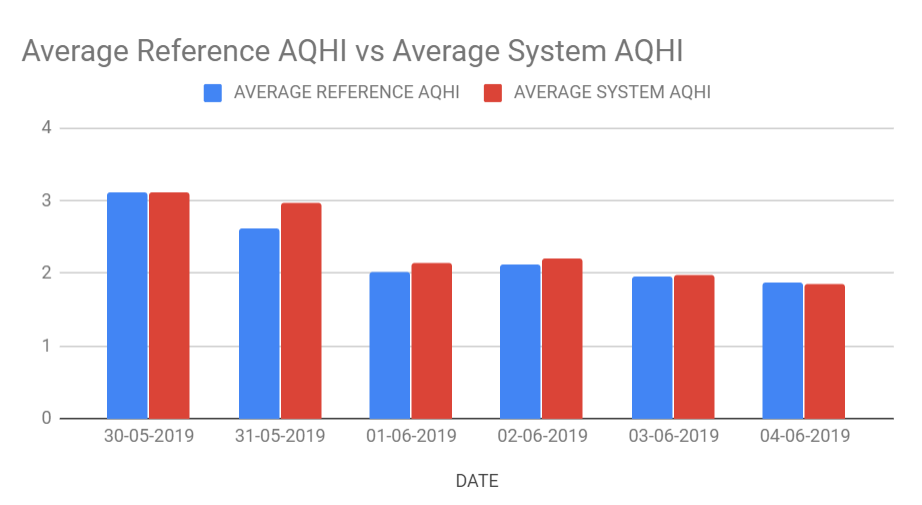 Average Reference AQHI vs Average System AQHI
AVERAGE REFERENCE AQHI AVERAGE SYSTEM AQHI
4
3
2
1
0
30-05-2019 31-05-2019 01-06-2019 02-06-2019 03-06-2019 04-06-2019
DATE